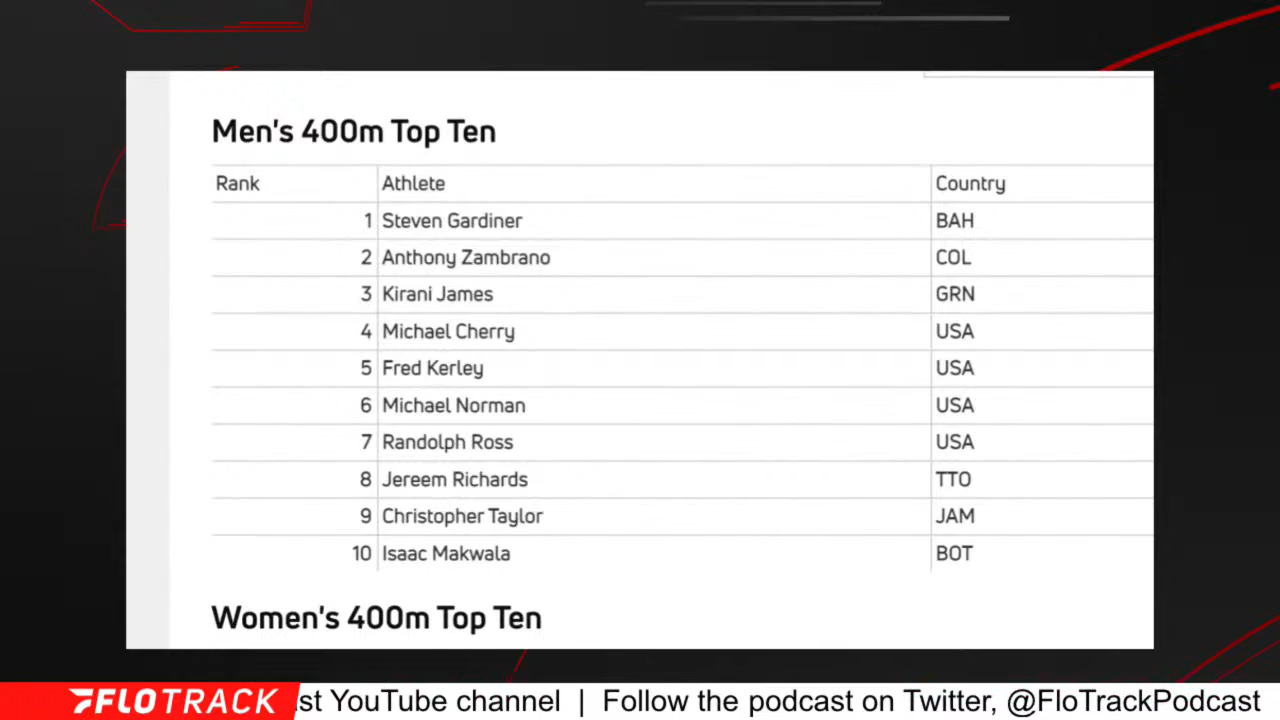 Men's 400m Top Ten
Rank Athlete Country
1 Steven Gardiner BAH
2 Anthony Zambrano COL
3 Kirani James GRN
4 Michael Cherry USA
5 Fred Kerley USA
6 Michael Norman USA
7 Randolph Ross USA
8 Jereem Richards TTO
9 Christopher Taylor JAM
10 Isaac Makwala BOT
Women's 400m Top Ten
FLOTRACK st YouTube channel | Follow the podcast on Twitter, @FloTrackPodcast